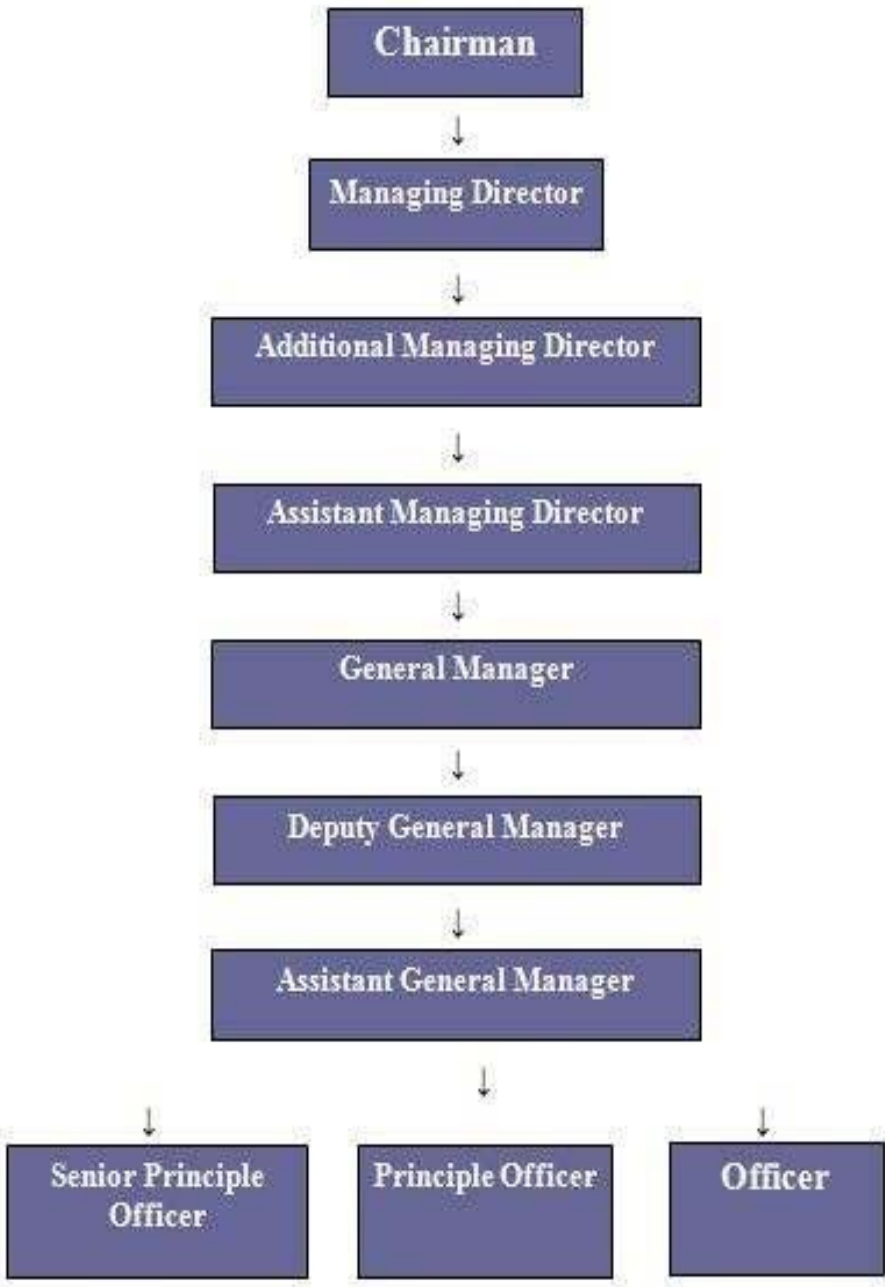 Chairman
Managing Director
Additional Managing Director
Assistant Managing Director
General Manager
Deputy General Manager
Assistant General Manager
Senior Principle
Officer
Principle Officer
Officer